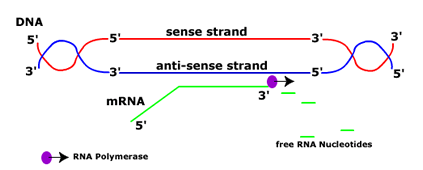 DNA
5' 5' sense strand 3' 3'
3' 3' anti-sense strand 5' 5'
mRNA 3'
5'
free RNA Nucleotides
RNA Polymerase